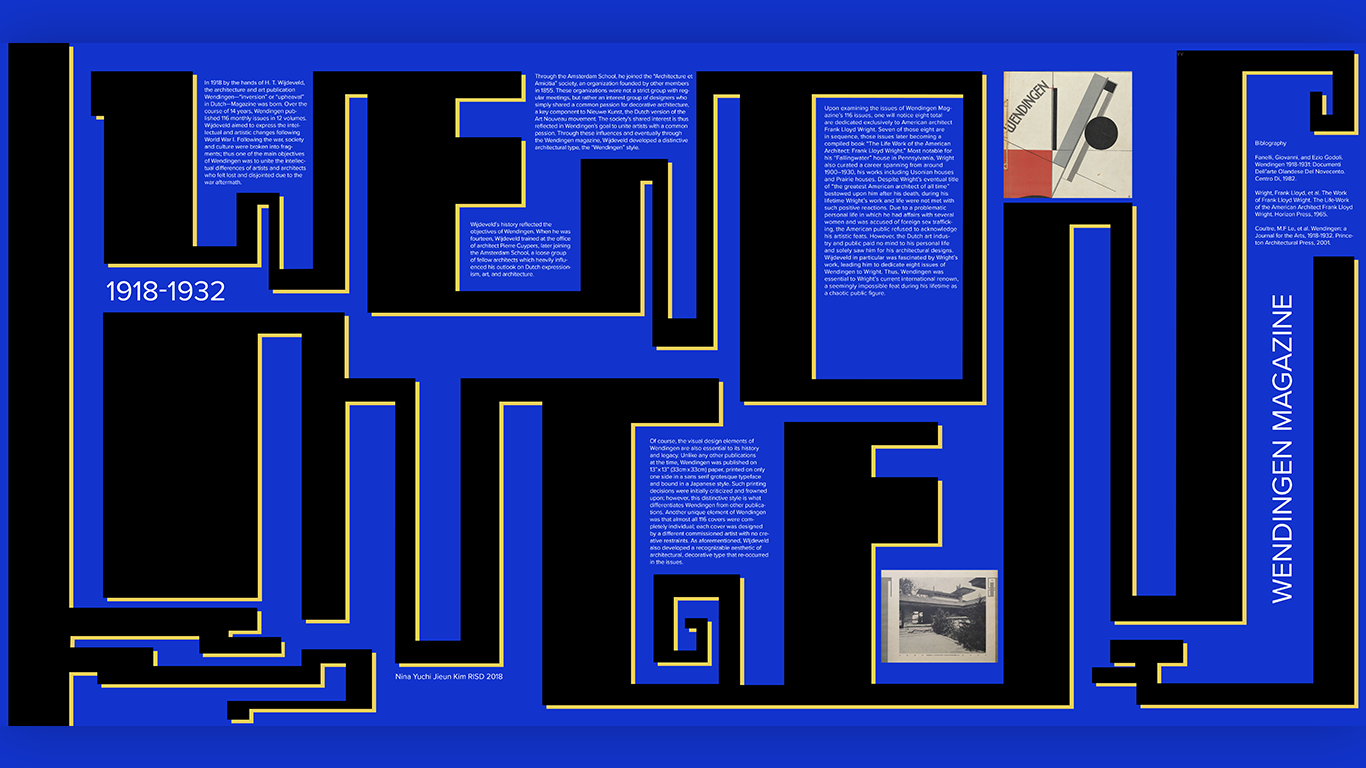 In 1918 by the hands of H. T. Wijdeveld,
the architecture and art publication
Wendingen—"inversion" or "upheaval"
in Dutch—Magazine was born. Over the
course of 14 years, Wendingen pub-
lished 116 monthly issues in 12 volumes.
Wijdeveld aimed to express the intel-
lectual and artistic changes following
World War I. Following the war, society
and culture were broken into frag-
ments; thus one of the main objectives
of Wendingen was to unite the intellec-
tual differences of artists and architects
who felt lost and disjointed due to the
war aftermath.
1918-1932
Wijdeveld's history reflected the
objectives of Wendingen. When he was
fourteen, Wijdeveld trained at the office
of architect Pierre Cuypers, later joining
the Amsterdam School, a loose group
of fellow architects which heavily influ-
enced his outlook on Dutch expression-
ism, art, and architecture.
Through the Amsterdam School, he joined the "Architecture et
Amicitia" society, an organization founded by other members
in 1855. These organizations were not a strict group with reg-
ular meetings, but rather an interest group of designers who
simply shared a common passion for decorative architecture,
a key component to Nieuwe Kunst, the Dutch version of the
Art Nouveau movement. The society's shared interest is thus
reflected in Wendingen's goal to unite artists with a common
passion. Through these influences and eventually through
the Wendingen magazine, Wijdeveld developed a distinctive
architectural type, the "Wendingen" style.
Upon examining the issues of Wendingen Mag-
azine's 116 issues, one will notice eight total
are dedicated exclusively to American architect
Frank Lloyd Wright. Seven of those eight are
in sequence, those issues later becoming a
compiled book "The Life Work of the American
Architect: Frank Lloyd Wright." Most notable for
his "Fallingwater" house in Pennsylvania, Wright
also curated a career spanning from around
1900–1930, his works including Usonian houses
and Prairie houses. Despite Wright's eventual title
of "the greatest American architect of all time"
bestowed upon him after his death, during his
lifetime Wright's work and life were not met with
such positive reactions. Due to a problematic
personal life in which he had affairs with several
women and was accused of foreign sex traffick-
ing, the American public refused to acknowledge
his artistic feats. However, the Dutch art indus-
try and public paid no mind to his personal life
and solely saw him for his architectural designs.
Wijdeveld in particular was fascinated by Wright's
work, leading him to dedicate eight issues of
Wendingen to Wright. Thus, Wendingen was
essential to Wright's current international renown,
a seemingly impossible feat during his lifetime as
a chaotic public figure.
Of course, the visual design elements of
Wendingen are also essential to its history
and legacy. Unlike any other publications
at the time, Wendingen was published on
13"x 13" (33cm x 33cm) paper, printed on only
one side in a sans serif grotesque typeface
and bound in a Japanese style. Such printing
decisions were initially criticized and frowned
upon; however, this distinctive style is what
differentiates Wendingen from other publica-
tions. Another unique element of Wendingen
was that almost all 116 covers were com-
pletely individual, each cover was designed
by a different commissioned artist with no cre-
ative restraints. As aforementioned, Wijdeveld
also developed a recognizable aesthetic of
architectural, decorative type that re-occurred
in the issues.
Nina Yuchi Jieun Kim RISD 2018
WENDINGEN
Biblography
Fanelli, Giovanni, and Ezio Godoli.
Wendingen 1918-1931: Documenti
Dell'arte Olandese Del Novecento.
Centro Di, 1982.
Wright, Frank Lloyd, et al. The Work
of Frank Lloyd Wright. The Life-Work
of the American Architect Frank Lloyd
Wright. Horizon Press, 1965.
Coultre, M.F Le, et al. Wendingen: a
Journal for the Arts, 1918-1932. Prince-
ton Architectural Press, 2001.
WENDINGEN MAGAZINE